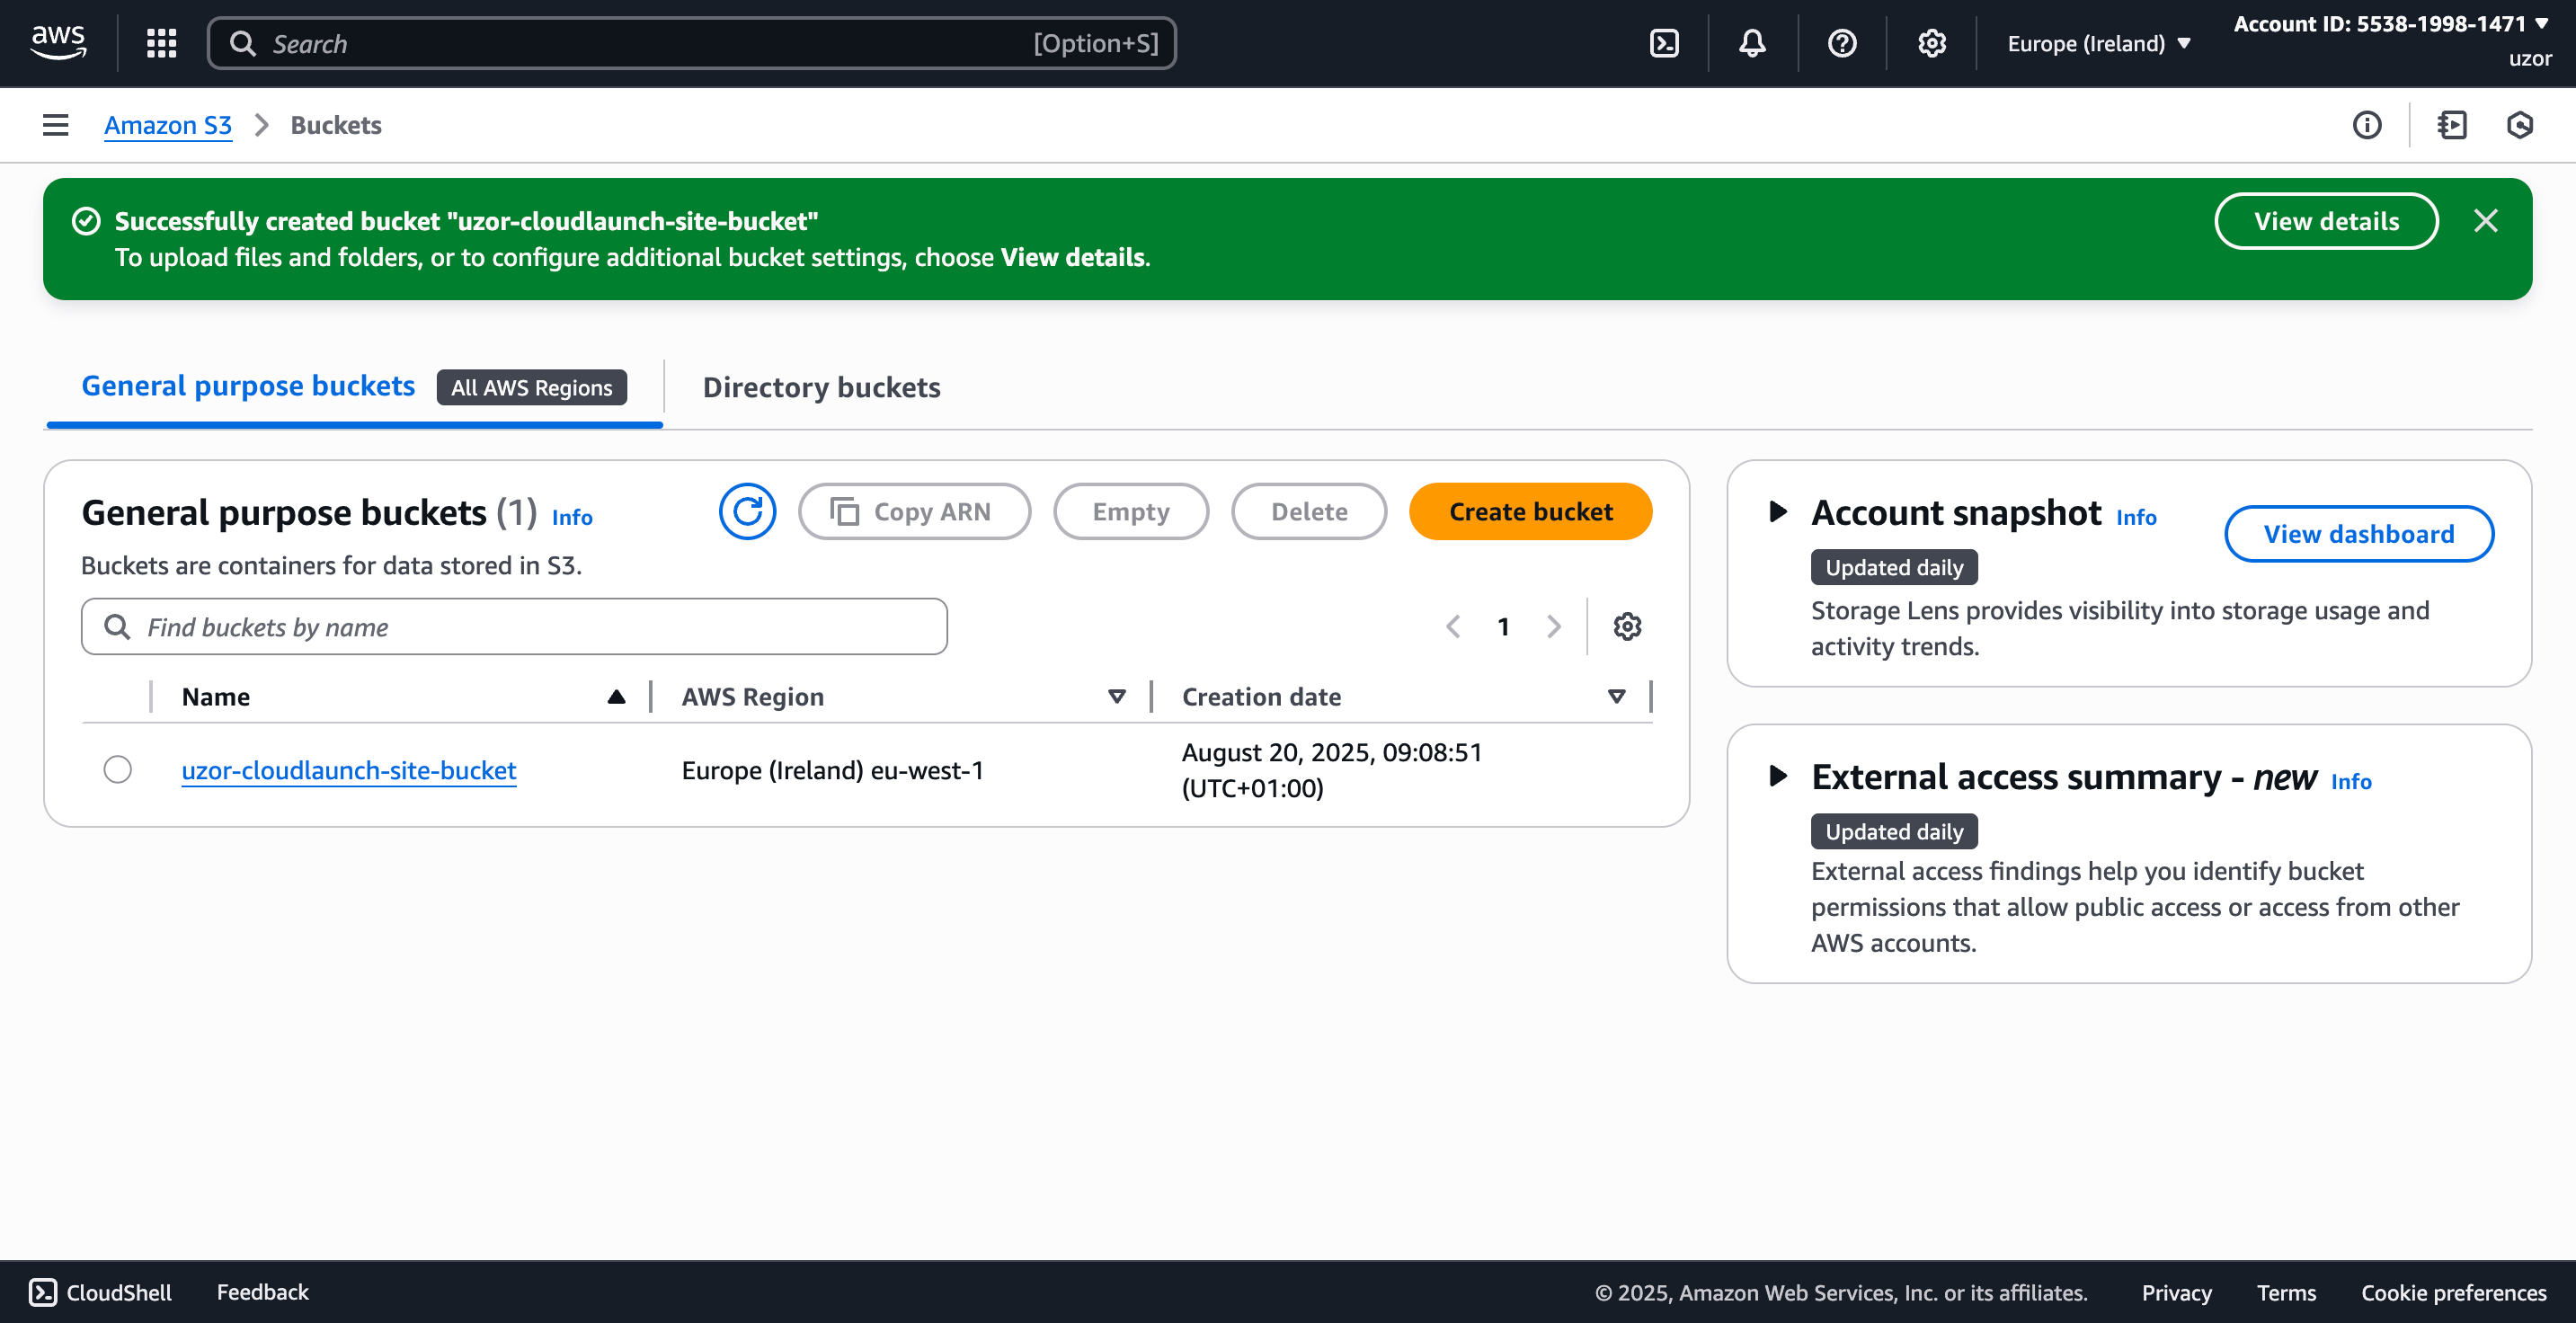 aws
Search
[Option+S]
Europe (Ireland)
Account ID: 5538-1998-1471
uzor
Amazon S3
Buckets
Successfully created bucket "uzor-cloudlaunch-site-bucket"
To upload files and folders, or to configure additional bucket settings, choose View details.
View details
General purpose buckets
All AWS Regions
Directory buckets
General purpose buckets (1) Info
Copy ARN
Empty
Delete
Create bucket
Buckets are containers for data stored in S3.
Find buckets by name
1
Name
AWS Region
Creation date
uzor-cloudlaunch-site-bucket
Europe (Ireland) eu-west-1
August 20, 2025, 09:08:51
(UTC+01:00)
Account snapshot Info
View dashboard
Updated daily
Storage Lens provides visibility into storage usage and
activity trends.
External access summary - new Info
Updated daily
External access findings help you identify bucket
permissions that allow public access or access from other
AWS accounts.
CloudShell
Feedback
© 2025, Amazon Web Services, Inc. or its affiliates.
Privacy
Terms
Cookie preferences